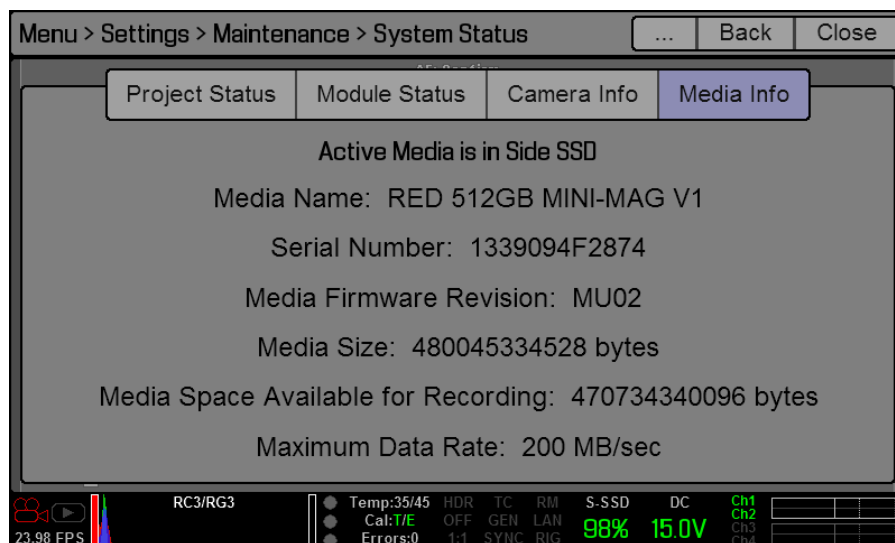 Menu > Settings > Maintenance > System Status ... Back Close
Project Status Module Status Camera Info Media Info
Active Media is in Side SSD
Media Name: RED 512GB MINI-MAG V1
Serial Number: 1339094F2874
Media Firmware Revision: MU02
Media Size: 480045334528 bytes
Media Space Available for Recording: 470734340096 bytes
Maximum Data Rate: 200 MB/sec
RC3/RG3 Temp:35/45 HDR TC RM S-SSD DC Ch1
Cal:T/E OFF GEN LAN 98% 15.0V Ch2
23.98 FPS Errors:0 1:1 SYNC RIG Ch3
Ch4